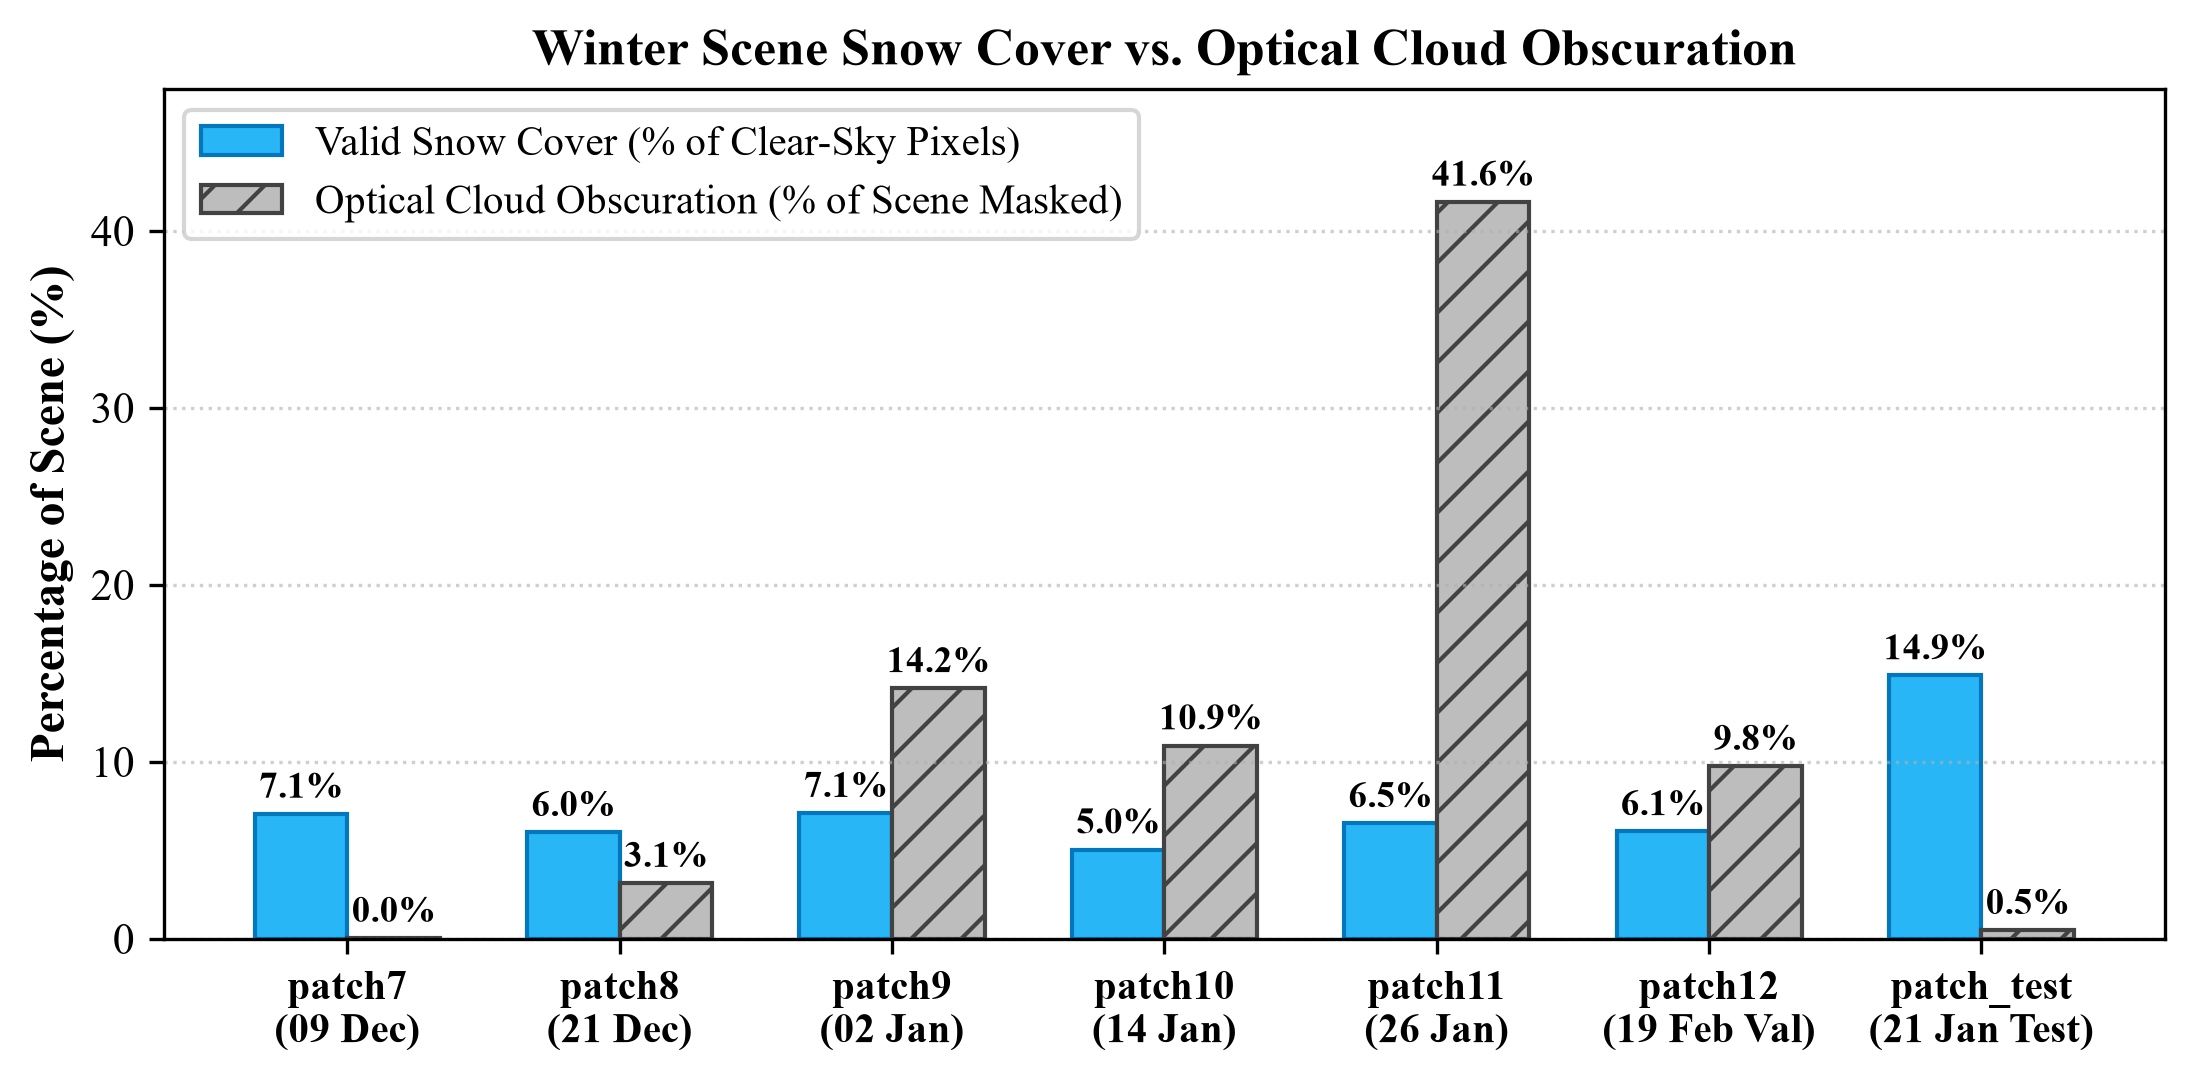 Winter Scene Snow Cover vs. Optical Cloud Obscuration
Valid Snow Cover (% of Clear-Sky Pixels)
Optical Cloud Obscuration (% of Scene Masked)
Percentage of Scene (%)
40
30
20
10
0
7.1%
0.0%
6.0%
3.1%
7.1%
14.2%
5.0%
10.9%
6.5%
41.6%
6.1%
9.8%
14.9%
0.5%
patch7
(09 Dec)
patch8
(21 Dec)
patch9
(02 Jan)
patch10
(14 Jan)
patch11
(26 Jan)
patch12
(19 Feb Val)
patch_test
(21 Jan Test)